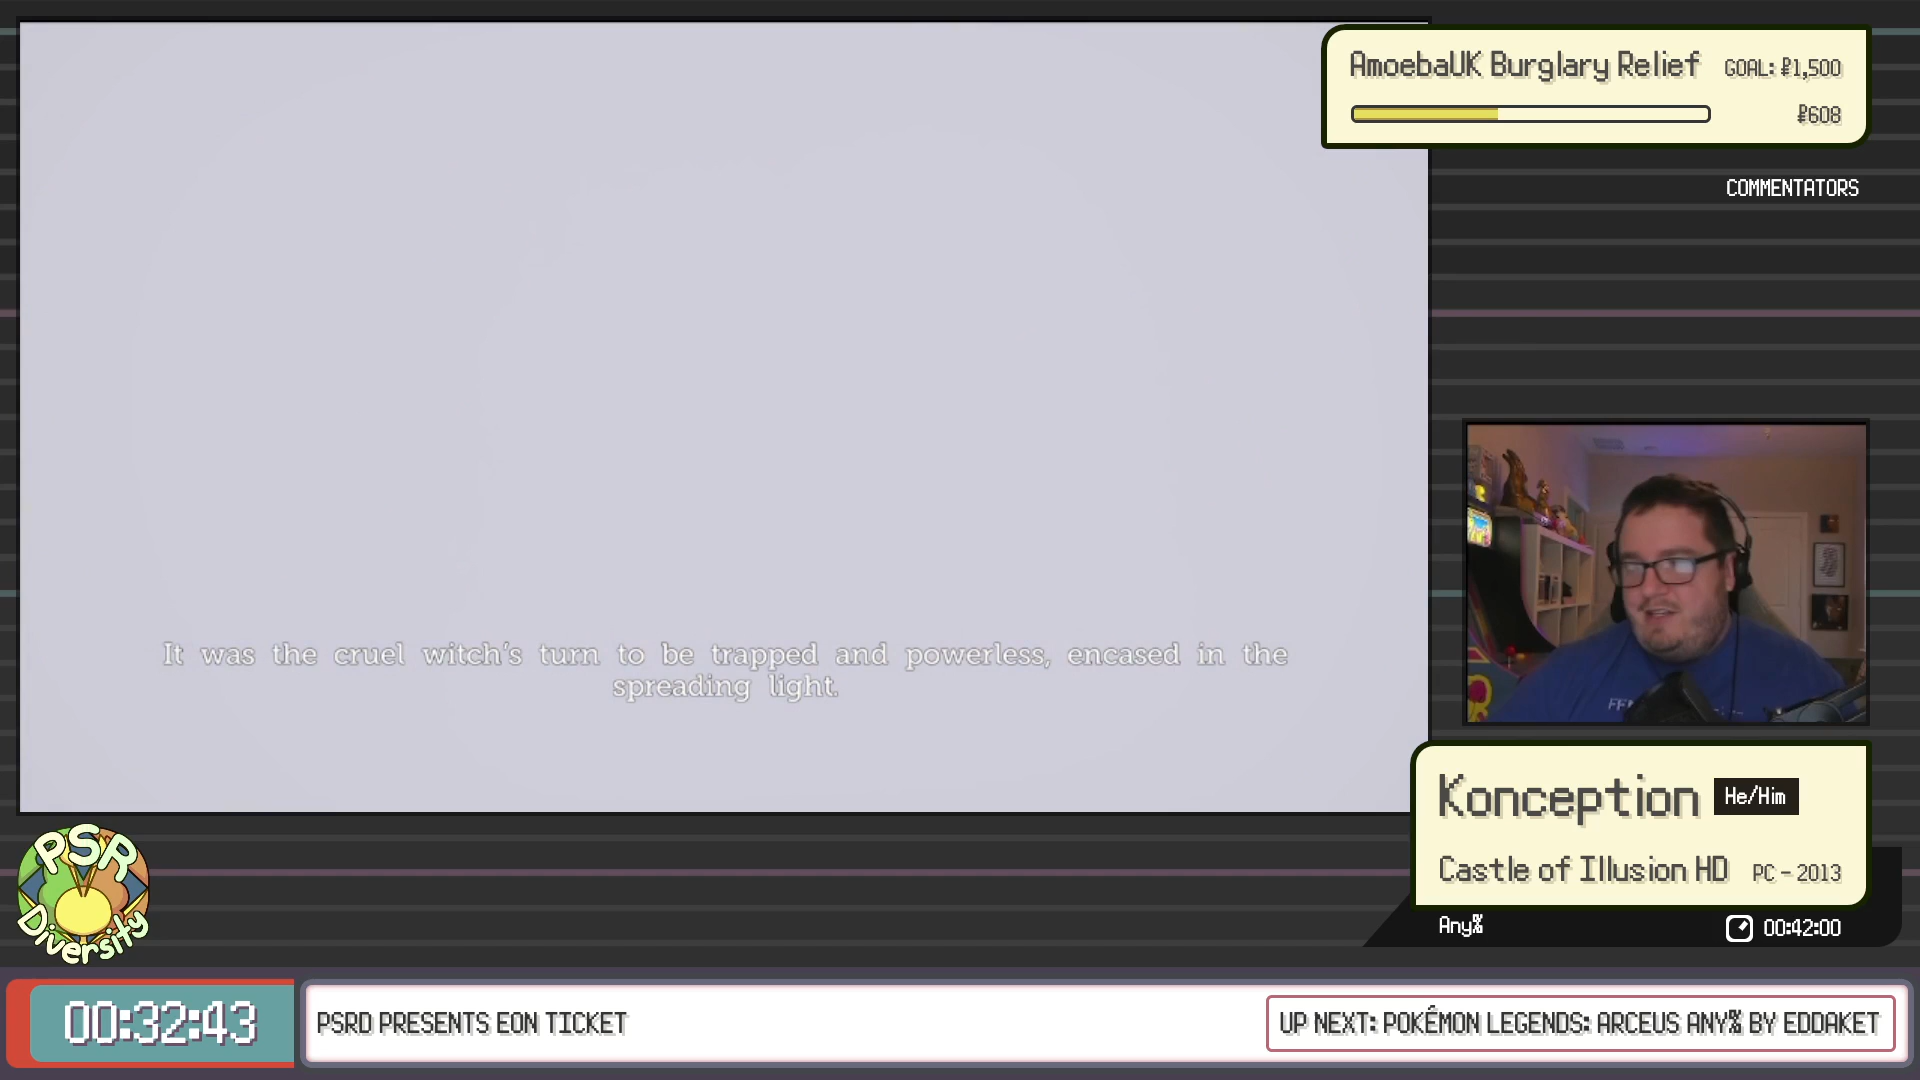 AmoebaUK Burglary Relief GOAL: ₽1,500
₽608
COMMENTATORS
It was the cruel witch's turn to be trapped and powerless, encased in the
spreading light.
Konception He/Him
Castle of Illusion HD PC - 2013
Any% 00:42:00
PSR
Diversity
00:32:43
PSRD PRESENTS EON TICKET
UP NEXT: POKÉMON LEGENDS: ARCEUS ANY% BY EDDAKET